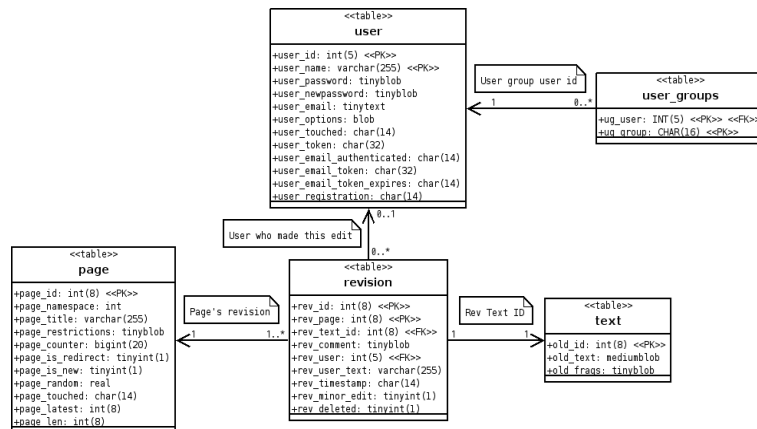 <<table>>
user
+user_id: int(5) <<PK>>
+user_name: varchar(255) <<PK>>
+user_password: tinyblob
+user_newpassword: tinyblob
+user_email: tinytext
+user_options: blob
+user_touched: char(14)
+user_token: char(32)
+user_email_authenticated: char(14)
+user_email_token: char(32)
+user_email_token_expires: char(14)
+user_registration: char(14)
User group user id
1
0..*
<<table>>
user_groups
+ug_user: INT(5) <<PK>> <<FK>>
+ug_group: CHAR(16) <<PK>>
0..1
User who made this edit
0..*
<<table>>
page
+page_id: int(8) <<PK>>
+page_namespace: int
+page_title: varchar(255)
+page_restrictions: tinyblob
+page_counter: bigint(20)
+page_is_redirect: tinyint(1)
+page_is_new: tinyint(1)
+page_random: real
+page_touched: char(14)
+page_latest: int(8)
+page_len: int(8)
Page's revision
1
1..*
<<table>>
revision
+rev_id: int(8) <<PK>>
+rev_page: int(8) <<PK>>
+rev_text_id: int(8) <<FK>>
+rev_comment: tinyblob
+rev_user: int(5) <<FK>>
+rev_user_text: varchar(255)
+rev_timestamp: char(14)
+rev_minor_edit: tinyint(1)
+rev_deleted: tinyint(1)
Rev Text ID
1
1
<<table>>
text
+old_id: int(8) <<PK>>
+old_text: mediumblob
+old_frags: tinyblob